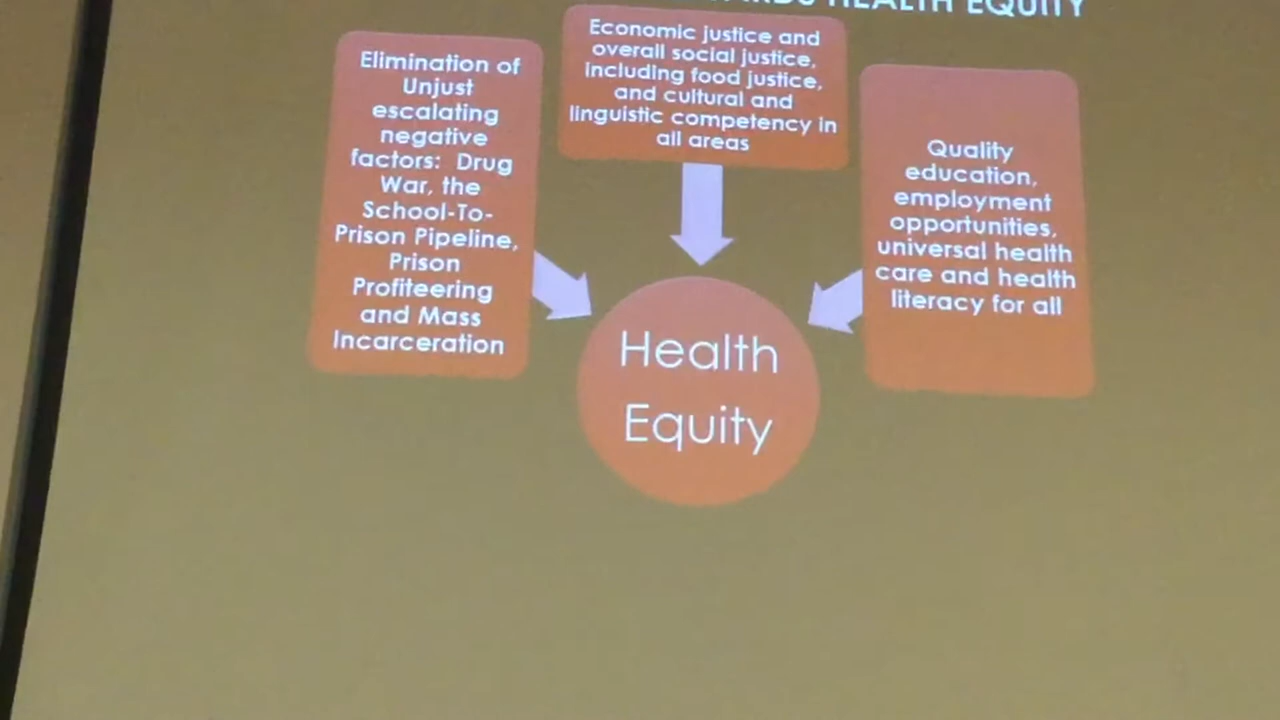 HEALTH EQUITY
Elimination of
Unjust
escalating
negative
factors: Drug
War, the
School-To-
Prison Pipeline,
Prison
Profiteering
and Mass
Incarceration
Economic justice and
overall social justice,
including food justice,
and cultural and
linguistic competency in
all areas
Quality
education,
employment
opportunities,
universal health
care and health
literacy for all
Health
Equity